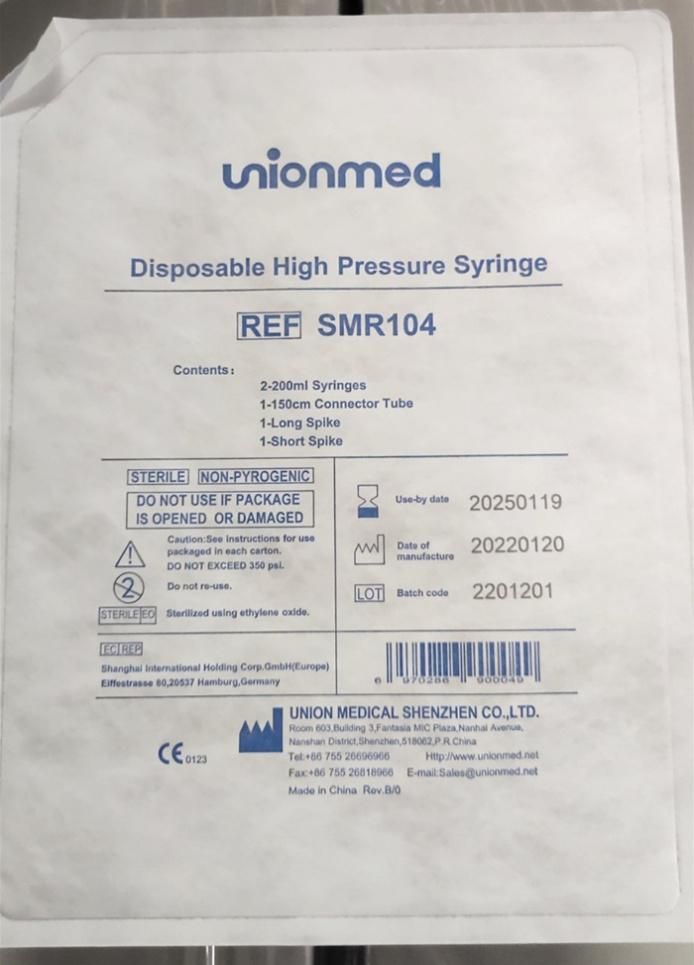 unionmed
Disposable High Pressure Syringe
REF SMR104
Contents:
2-200ml Syringes
1-150cm Connector Tube
1-Long Spike
1-Short Spike
STERILE NON-PYROGENIC
DO NOT USE IF PACKAGE
IS OPENED OR DAMAGED
Caution:See Instructions for use
packaged in each carton.
DO NOT EXCEED 350 psi.
2
Do not re-use.
STERILE EO Sterilized using ethylene oxide.
Use-by date 20250119
Date of
manufacture 20220120
LOT Batch code 2201201
EC REP
Shanghai International Holding Corp.GmbH(Europe)
Eiffestrasse 80,20537 Hamburg,Germany
6 970286 900049
CE 0123
UNION MEDICAL SHENZHEN CO.,LTD.
Room 603,Building 3,Fantasia MIC Plaza,Nanhai Avenue,
Nanshan District,Shenzhen,518062,P.R.China
Tel:+86 755 26696966 Http://www.unionmed.net
Fax:+86 755 26818966 E-mail:Sales@unionmed.net
Made in China Rev.B/0